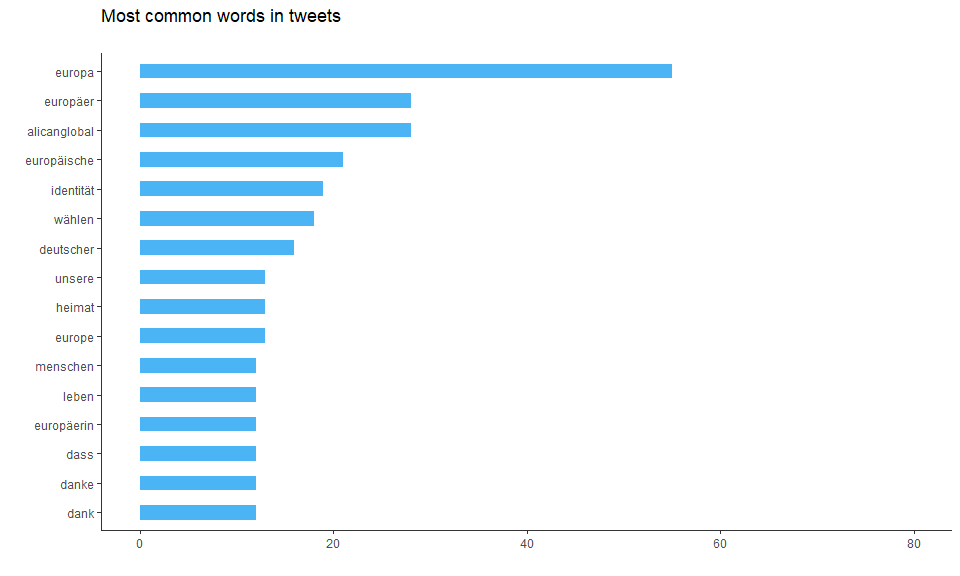 Most common words in tweets
europa
europäer
alicanglobal
europäische
identität
wählen
deutscher
unsere
heimat
europe
menschen
leben
europäerin
dass
danke
dank
0 20 40 60 80